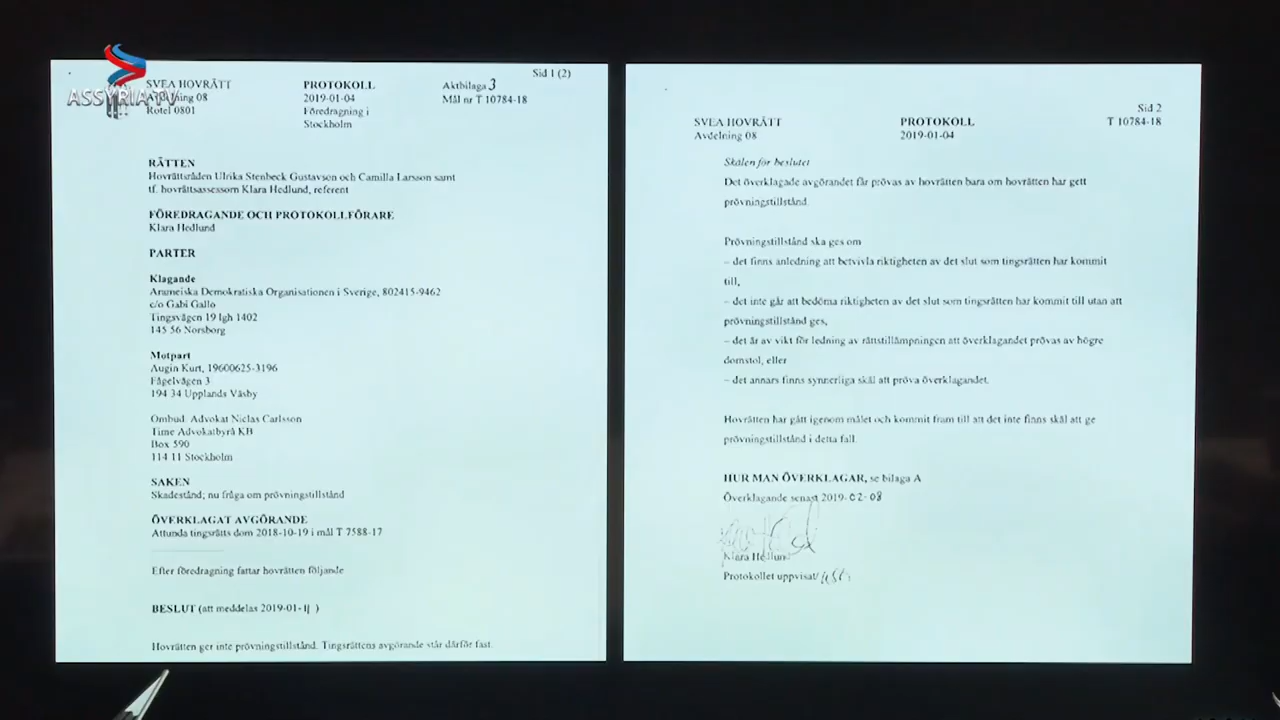 ASSYRIA TV
Sid 1 (2)
SVEA HOVRÄTT
Avdelning 08
Rotel 0801
PROTOKOLL
2019-01-04
Föredragning i
Stockholm
Aktbilaga 3
Mål nr T 10784-18
RÄTTEN
Hovrättsråden Ulrika Stenbeck Gustavson och Camilla Larsson samt
tf. hovrättsassessorn Klara Hedlund, referent
FÖREDRAGANDE OCH PROTOKOLLFÖRARE
Klara Hedlund
PARTER
Klagande
Arameiska Demokratiska Organisationen i Sverige, 802415-9462
c/o Gabi Gallo
Tingsvägen 19 lgh 1402
145 56 Norsborg
Motpart
Augin Kurt, 19600625-3196
Fågelvägen 3
194 34 Upplands Väsby
Ombud: Advokat Niclas Carlsson
Time Advokatbyrå KB
Box 590
114 11 Stockholm
SAKEN
Skadestånd; nu fråga om prövningstillstånd
ÖVERKLAGAT AVGÖRANDE
Attunda tingsrätts dom 2018-10-19 i mål T 7588-17
Efter föredragning fattar hovrätten följande
BESLUT (att meddelas 2019-01-11)
Hovrätten ger inte prövningstillstånd. Tingsrättens avgörande står därför fast.
Sid 2
SVEA HOVRÄTT
Avdelning 08
PROTOKOLL
2019-01-04
T 10784-18
Skälen för beslutet
Det överklagade avgörandet får prövas av hovrätten bara om hovrätten har gett
prövningstillstånd.
Prövningstillstånd ska ges om
– det finns anledning att betvivla riktigheten av det slut som tingsrätten har kommit
till,
– det inte går att bedöma riktigheten av det slut som tingsrätten har kommit till utan att
prövningstillstånd ges,
– det är av vikt för ledning av rättstillämpningen att överklagandet prövas av högre
domstol, eller
– det annars finns synnerliga skäl att pröva överklagandet.
Hovrätten har gått igenom målet och kommit fram till att det inte finns skäl att ge
prövningstillstånd i detta fall.
HUR MAN ÖVERKLAGAR, se bilaga A
Överklagande senast 2019-02-08
Klara Hedlund
Protokollet uppvisat/